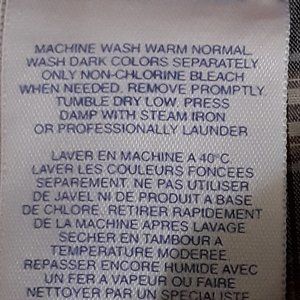 MACHINE WASH WARM NORMAL.
WASH DARK COLORS SEPARATELY
ONLY NON-CHLORINE BLEACH
WHEN NEEDED. REMOVE PROMPTLY
TUMBLE DRY LOW. PRESS
DAMP WITH STEAM IRON
OR PROFESSIONALLY LAUNDER
LAVER EN MACHINE A 40°C
LAVER LES COULEURS FONCEES
SEPAREMENT. NE PAS UTILISER
DE JAVEL NI DE PRODUIT A BASE
DE CHLORE. RETIRER RAPIDEMENT
DE LA MACHINE APRES LAVAGE
SECHER EN TAMBOUR A
TEMPERATURE MODEREE
REPASSER ENCORE HUMIDE AVEC
UN FER A VAPEUR OU FAIRE
NETTOYER PAR UN SPECIALISTE